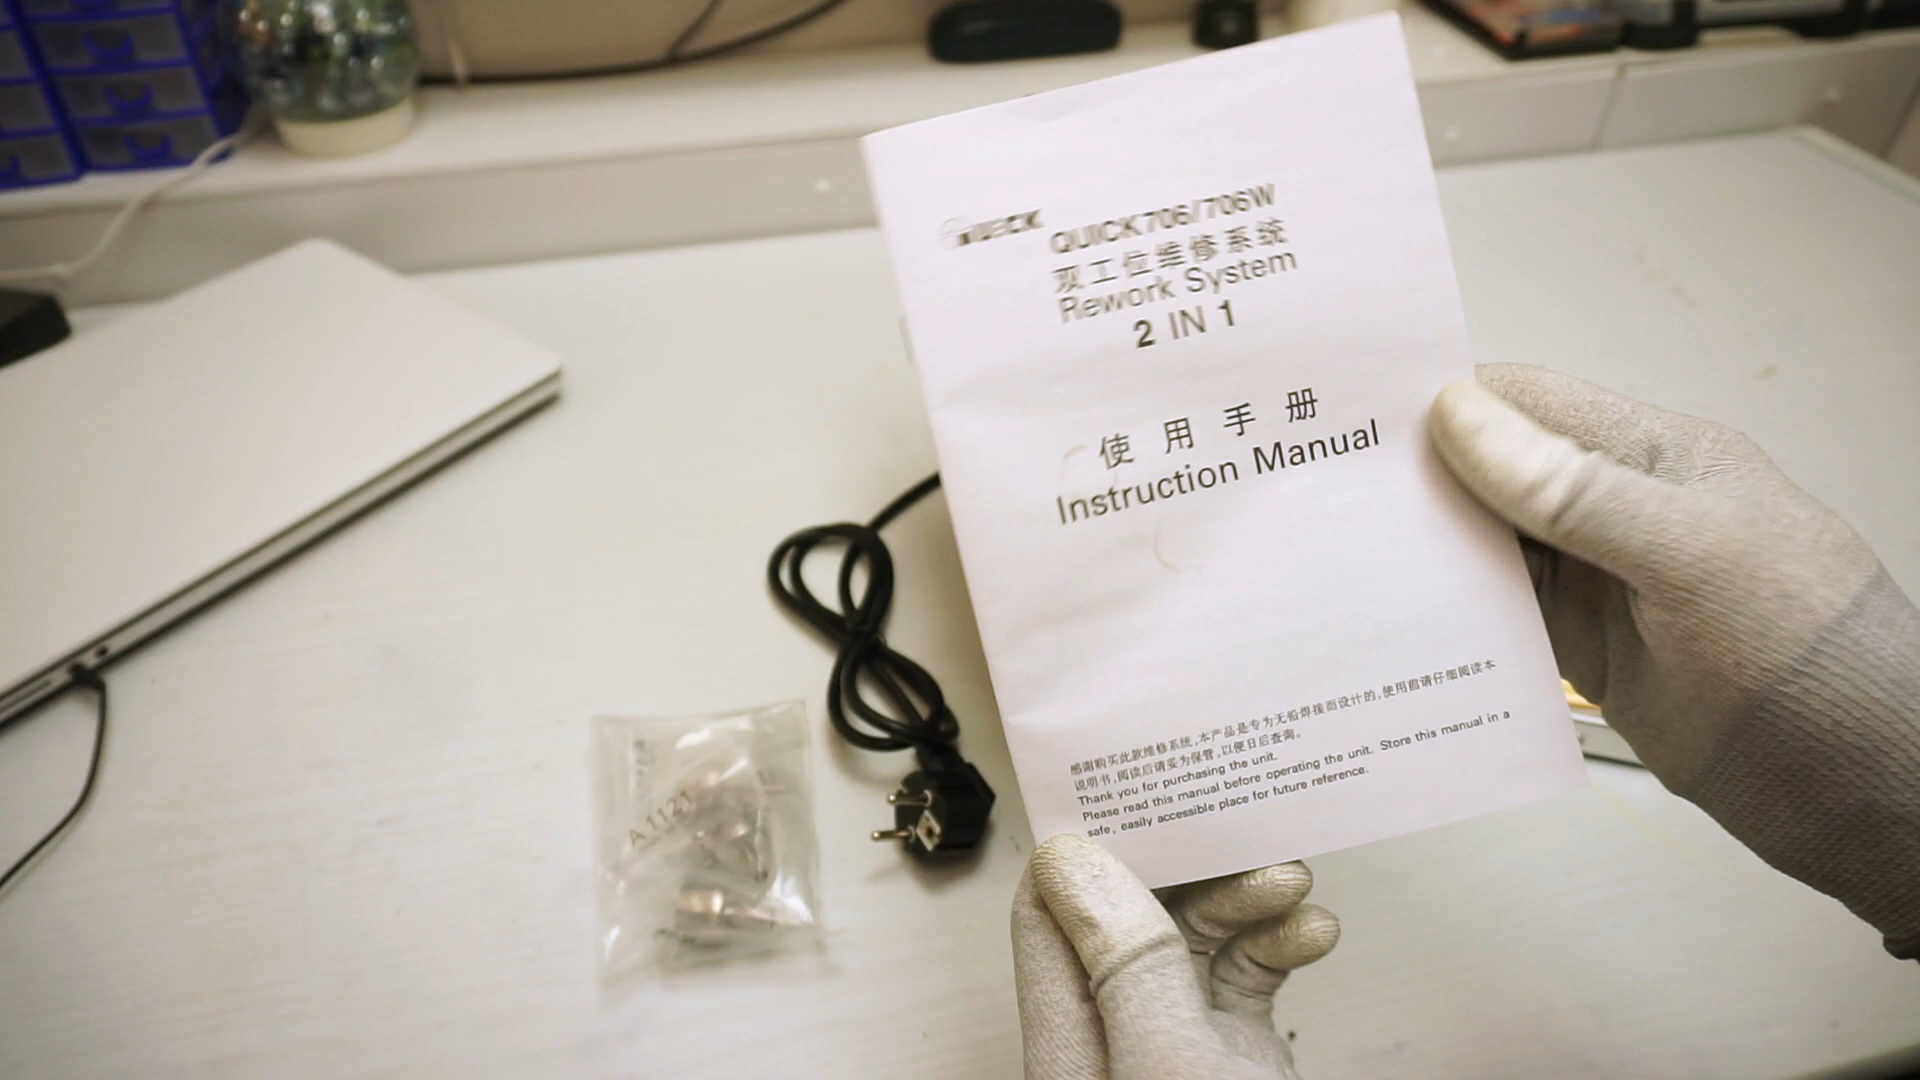 QUICK
QUICK706/706W
双工位维修系统
Rework System
2 IN 1
使用手册
Instruction Manual
感谢购买此款维修系统,本产品是专为无铅焊接而设计的,使用前请仔细阅读本
说明书,阅读后请妥为保管,以便日后查询。
Thank you for purchasing the unit.
Please read this manual before operating the unit. Store this manual in a
safe, easily accessible place for future reference.
A1121